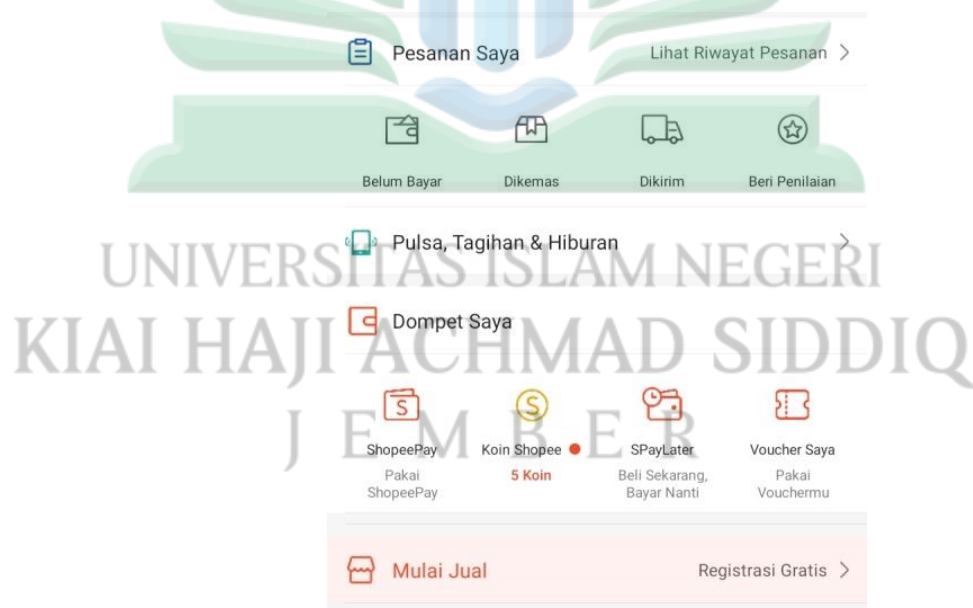 Pesanan Saya Lihat Riwayat Pesanan
Belum Bayar Dikemas Dikirim Beri Penilaian
Pulsa, Tagihan & Hiburan
UNIVERSITAS ISLAM NEGERI
Dompet Saya
KIAI HAJI ACHMAD SIDDIQ
JEMBER
ShopeePay Koin Shopee SPayLater Voucher Saya
Pakai 5 Koin Beli Sekarang, Pakai
ShopeePay Bayar Nanti Vouchermu
Mulai Jual Registrasi Gratis